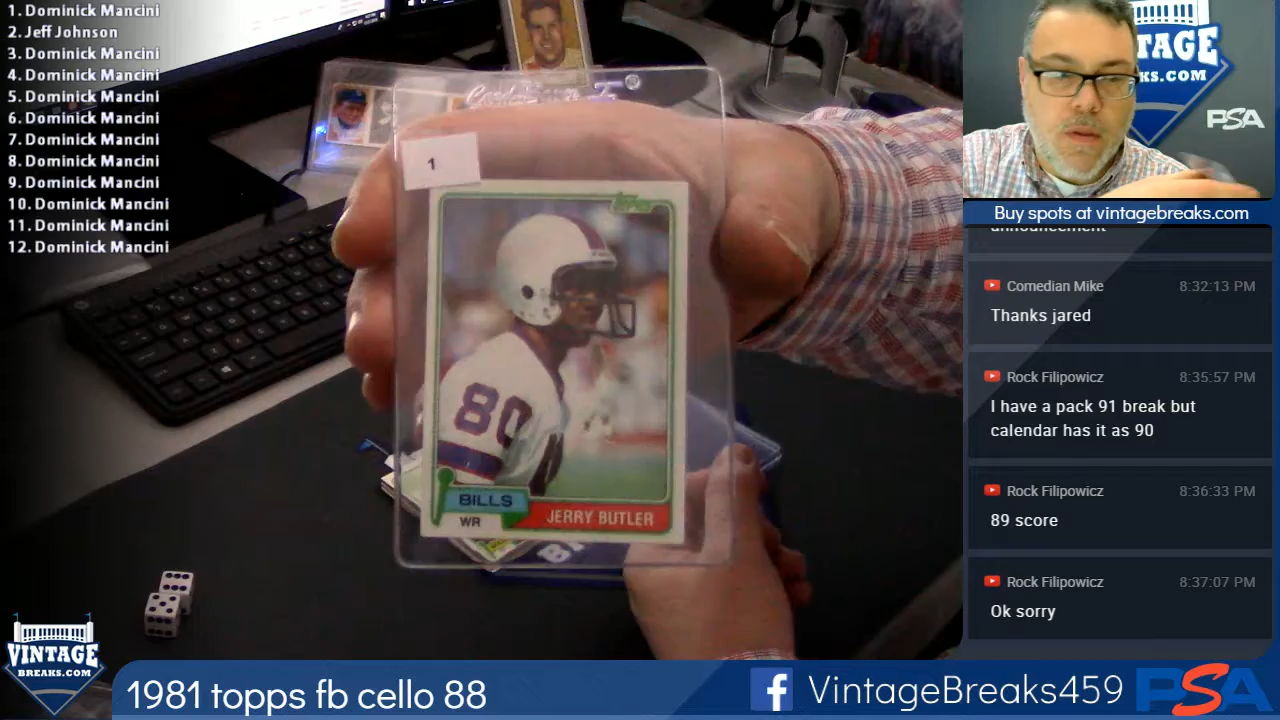 1. Dominick Mancini
2. Jeff Johnson
3. Dominick Mancini
4. Dominick Mancini
5. Dominick Mancini
6. Dominick Mancini
7. Dominick Mancini
8. Dominick Mancini
9. Dominick Mancini
10. Dominick Mancini
11. Dominick Mancini
12. Dominick Mancini
1
topps
80
BILLS
WR
JERRY BUTLER
VINTAGE
BREAKS.COM
1981 topps fb cello 88
VintageBreaks459
PSA
TAGE
KS.COM
PSA
Buy spots at vintagebreaks.com
announcement
Comedian Mike 8:32:13 PM
Thanks jared
Rock Filipowicz 8:35:57 PM
I have a pack 91 break but
calendar has it as 90
Rock Filipowicz 8:36:33 PM
89 score
Rock Filipowicz 8:37:07 PM
Ok sorry